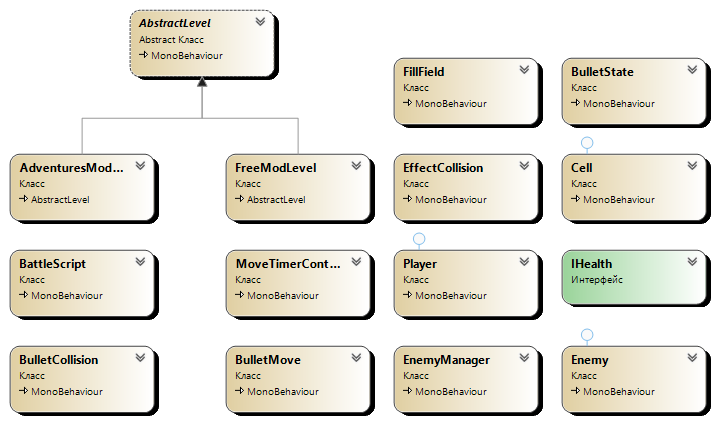 AbstractLevel
Abstract Класс
MonoBehaviour
FillField
Класс
MonoBehaviour
BulletState
Класс
MonoBehaviour
AdventuresMod...
Класс
AbstractLevel
FreeModLevel
Класс
AbstractLevel
EffectCollision
Класс
MonoBehaviour
Cell
Класс
MonoBehaviour
BattleScript
Класс
MonoBehaviour
MoveTimerCont...
Класс
MonoBehaviour
Player
Класс
MonoBehaviour
IHealth
Интерфейс
BulletCollision
Класс
MonoBehaviour
BulletMove
Класс
MonoBehaviour
EnemyManager
Класс
MonoBehaviour
Enemy
Класс
MonoBehaviour